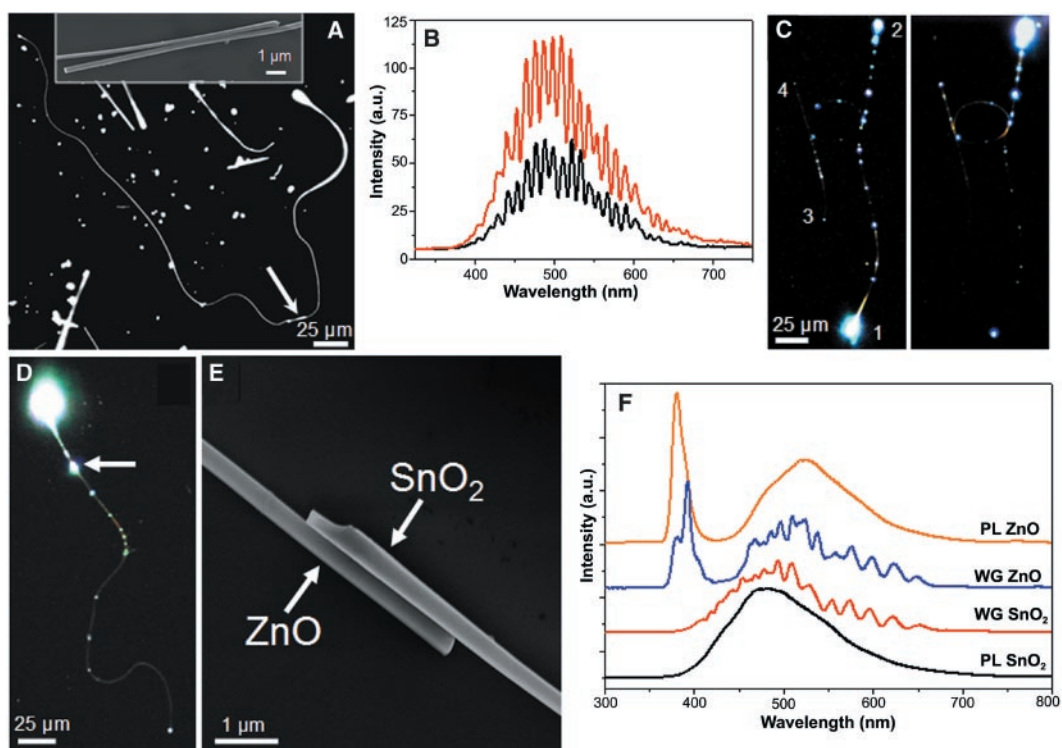 A
1 µm
25 µm
B
Intensity (a.u.)
125
100
75
50
25
0
400 500 600 700
Wavelength (nm)
C
2
4
3
1
25 µm
D
25 µm
E
SnO₂
ZnO
1 µm
F
Intensity (a.u.)
PL ZnO
WG ZnO
WG SnO₂
PL SnO₂
300 400 500 600 700 800
Wavelength (nm)